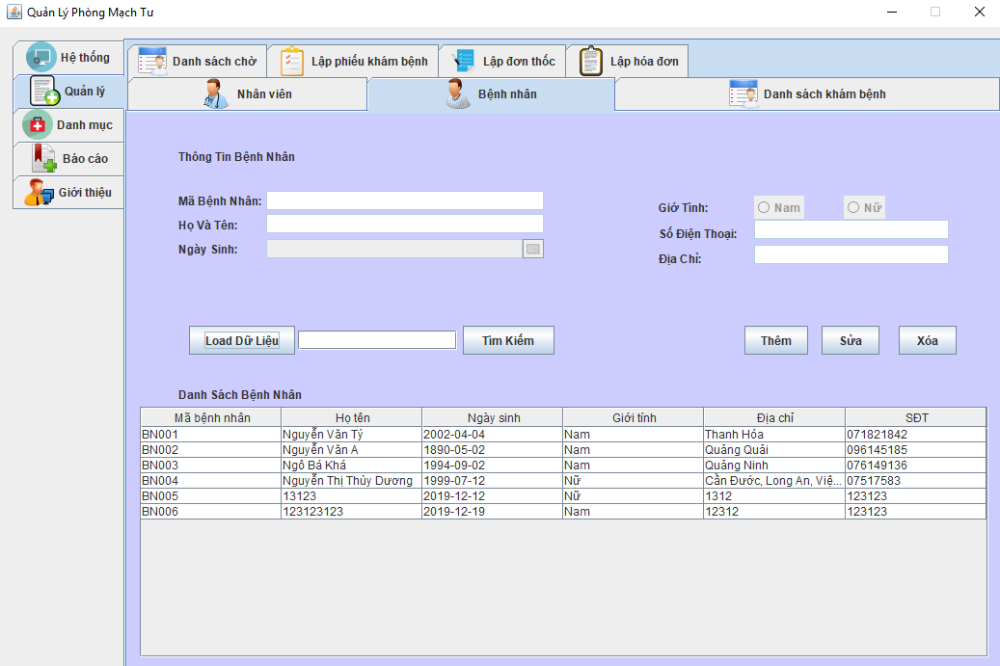 Quản Lý Phòng Mạch Tư
Hệ thống
Quản lý
Danh mục
Báo cáo
Giới thiệu
Danh sách chờ
Lập phiếu khám bệnh
Lập đơn thốc
Lập hóa đơn
Nhân viên
Bệnh nhân
Danh sách khám bệnh
Thông Tin Bệnh Nhân
Mã Bệnh Nhân:
Họ Và Tên:
Ngày Sinh:
Giớ Tính: Nam Nữ
Số Điện Thoại:
Địa Chỉ:
Load Dữ Liệu Tìm Kiếm Thêm Sửa Xóa
Danh Sách Bệnh Nhân
Mã bệnh nhân Họ tên Ngày sinh Giới tính Địa chỉ SĐT
BN001 Nguyễn Văn Tý 2002-04-04 Nam Thanh Hóa 071821842
BN002 Nguyễn Văn A 1890-05-02 Nam Quảng Quải 096145185
BN003 Ngô Bá Khá 1994-09-02 Nam Quảng Ninh 076149136
BN004 Nguyễn Thị Thùy Dương 1999-07-12 Nữ Cần Đước, Long An, Việ... 07517583
BN005 13123 2019-12-12 Nữ 1312 123123
BN006 123123123 2019-12-19 Nam 12312 123123